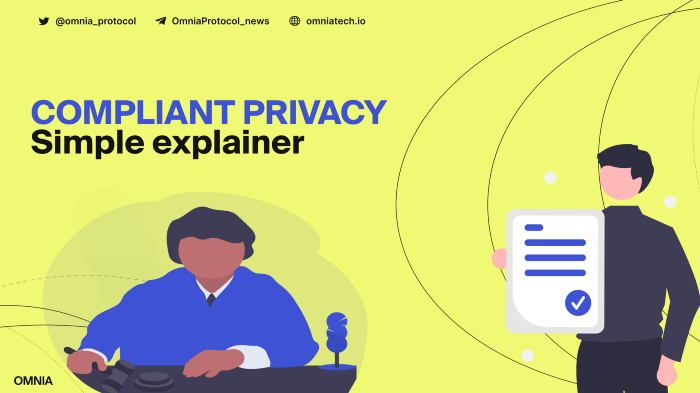 @omnia_protocol OmniaProtocol_news omniatech.io
COMPLIANT PRIVACY
Simple explainer
OMNIA